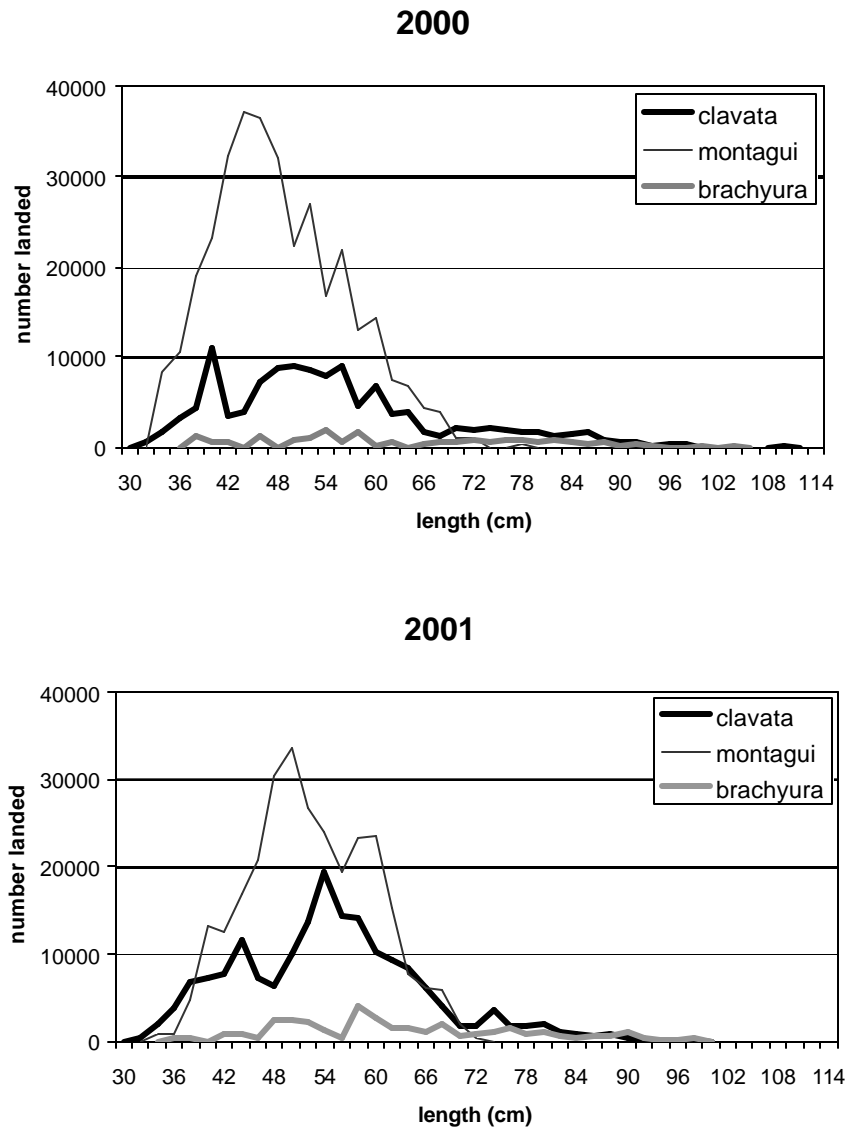 2000
40000
30000
20000
10000
0
number landed
clavata
montagui
brachyura
30 36 42 48 54 60 66 72 78 84 90 96 102 108 114
length (cm)
2001
40000
30000
20000
10000
0
number landed
clavata
montagui
brachyura
30 36 42 48 54 60 66 72 78 84 90 96 102 108 114
length (cm)